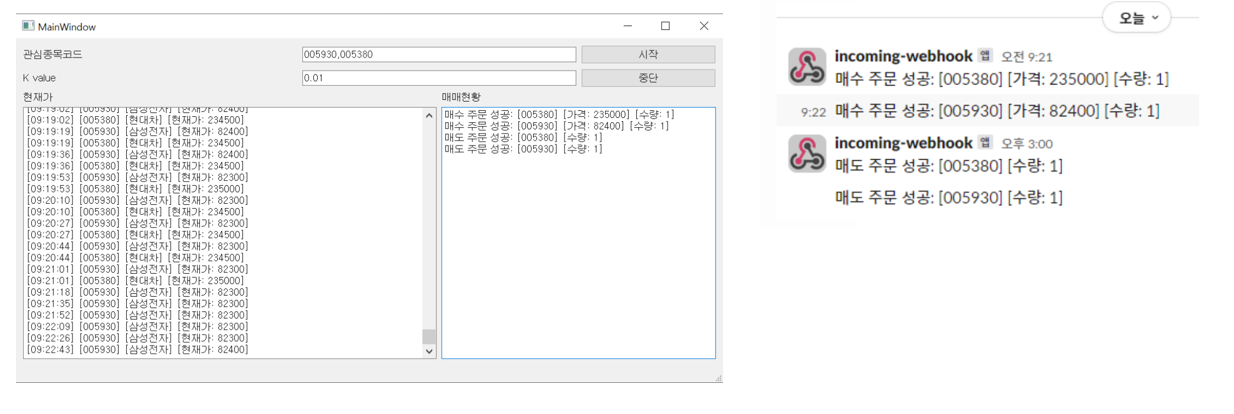 MainWindow
관심종목코드
005930,005380
시작
K value
0.01
중단
현재가
매매현황
[09:19:02] [005930] [삼성전자] [현재가: 82400]
[09:19:02] [005380] [현대차] [현재가: 234500]
[09:19:19] [005930] [삼성전자] [현재가: 82400]
[09:19:19] [005380] [현대차] [현재가: 234500]
[09:19:36] [005930] [삼성전자] [현재가: 82400]
[09:19:36] [005380] [현대차] [현재가: 234500]
[09:19:53] [005930] [삼성전자] [현재가: 82300]
[09:19:53] [005380] [현대차] [현재가: 235000]
[09:20:10] [005930] [삼성전자] [현재가: 82300]
[09:20:10] [005380] [현대차] [현재가: 234500]
[09:20:27] [005930] [삼성전자] [현재가: 82300]
[09:20:27] [005380] [현대차] [현재가: 234500]
[09:20:44] [005930] [삼성전자] [현재가: 82300]
[09:20:44] [005380] [현대차] [현재가: 234500]
[09:21:01] [005930] [삼성전자] [현재가: 82300]
[09:21:01] [005380] [현대차] [현재가: 235000]
[09:21:18] [005930] [삼성전자] [현재가: 82300]
[09:21:35] [005930] [삼성전자] [현재가: 82300]
[09:21:52] [005930] [삼성전자] [현재가: 82300]
[09:22:09] [005930] [삼성전자] [현재가: 82300]
[09:22:26] [005930] [삼성전자] [현재가: 82300]
[09:22:43] [005930] [삼성전자] [현재가: 82400]
매수 주문 성공: [005380] [가격: 235000] [수량: 1]
매수 주문 성공: [005930] [가격: 82400] [수량: 1]
매도 주문 성공: [005380] [수량: 1]
매도 주문 성공: [005930] [수량: 1]
오늘
incoming-webhook 앱 오전 9:21
매수 주문 성공: [005380] [가격: 235000] [수량: 1]
9:22 매수 주문 성공: [005930] [가격: 82400] [수량: 1]
incoming-webhook 앱 오후 3:00
매도 주문 성공: [005380] [수량: 1]
매도 주문 성공: [005930] [수량: 1]